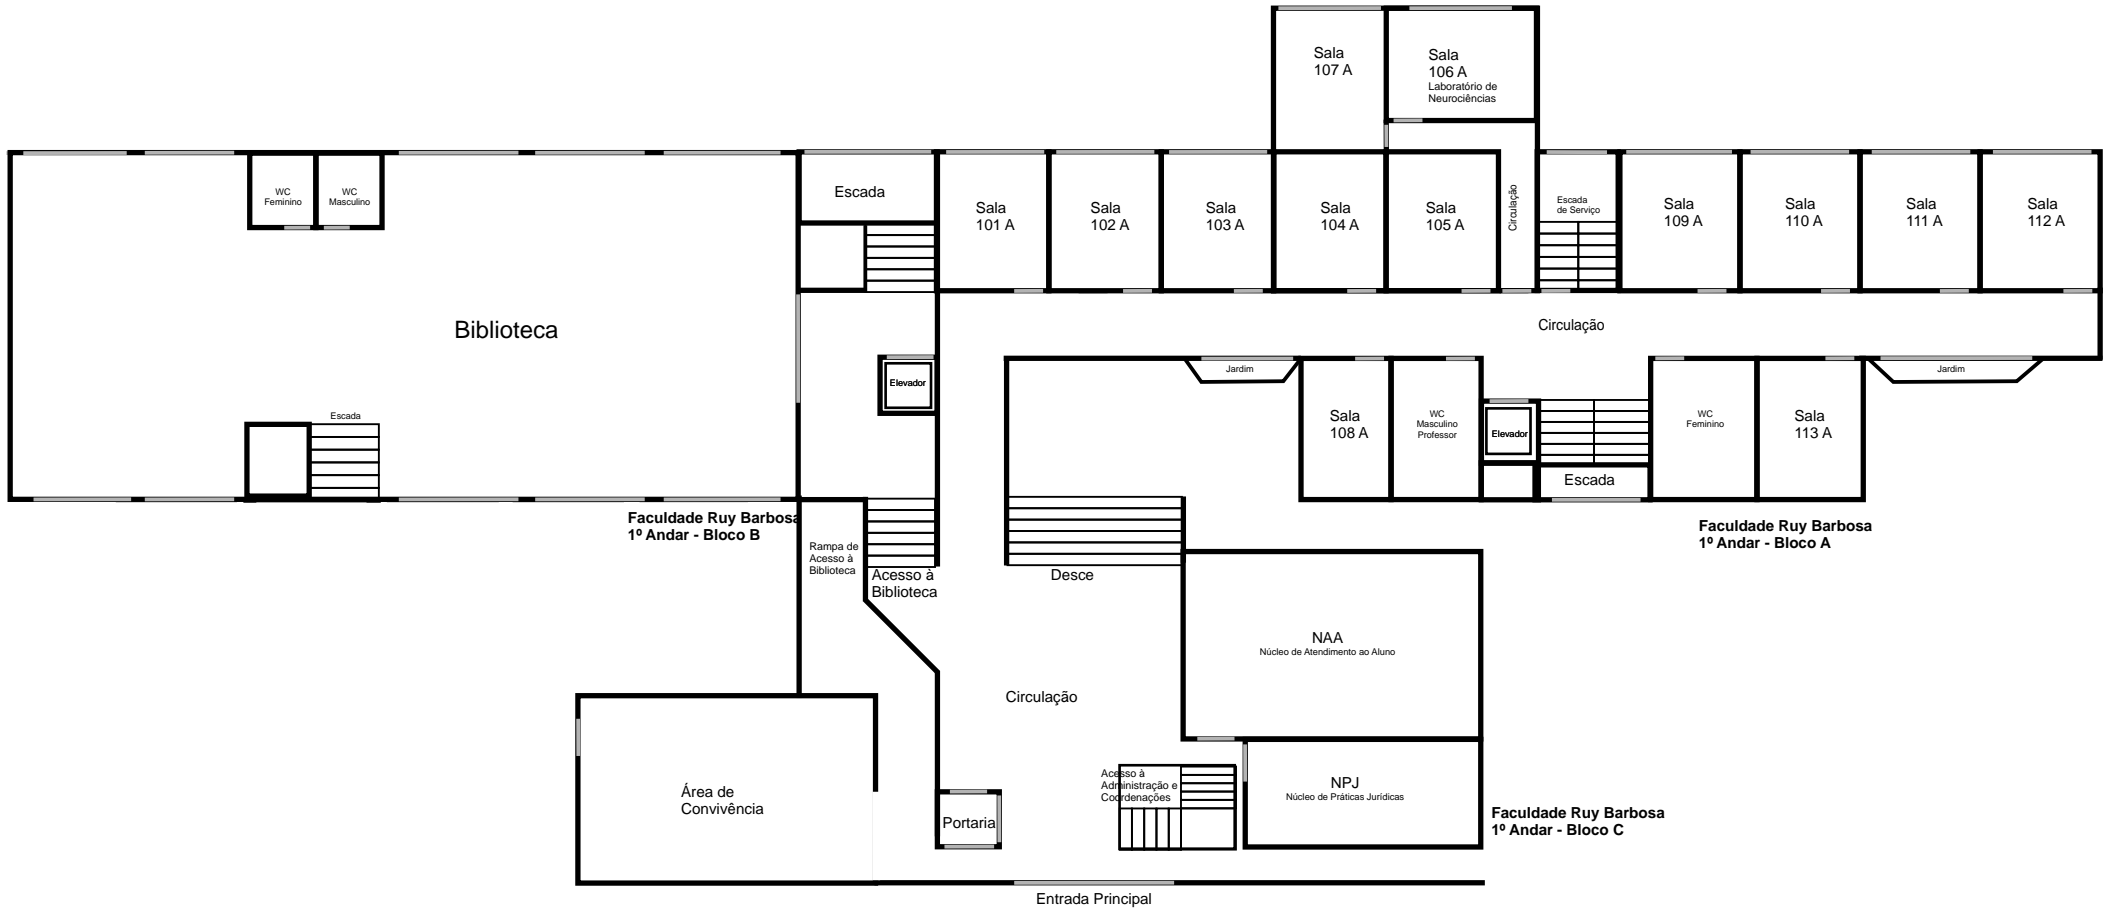 Sala
107 A
Sala
106 A
Laboratório de
Neurociências
WC
Feminino
WC
Masculino
Escada
Sala
101 A
Sala
102 A
Sala
103 A
Sala
104 A
Sala
105 A
Circulação
Escada
de Serviço
Sala
109 A
Sala
110 A
Sala
111 A
Sala
112 A
Biblioteca
Circulação
Elevador
Jardim
Jardim
Escada
Sala
108 A
WC
Masculino
Professor
Elevador
WC
Feminino
Sala
113 A
Escada
Faculdade Ruy Barbosa
1º Andar - Bloco B
Faculdade Ruy Barbosa
1º Andar - Bloco A
Rampa de
Acesso à
Biblioteca
Acesso à
Biblioteca
Desce
NAA
Núcleo de Atendimento ao Aluno
Circulação
Acesso à
Administração e
Coordenações
NPJ
Núcleo de Práticas Jurídicas
Área de
Convivência
Portaria
Faculdade Ruy Barbosa
1º Andar - Bloco C
Entrada Principal